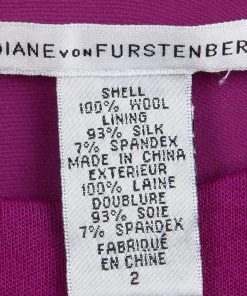 DIANE VON FURSTENBERG
SHELL
100% WOOL
LINING
93% SILK
7% SPANDEX
MADE IN CHINA
EXTERIEUR
100% LAINE
DOUBLURE
93% SOIE
7% SPANDEX
FABRIQUÉ
EN CHINE
2